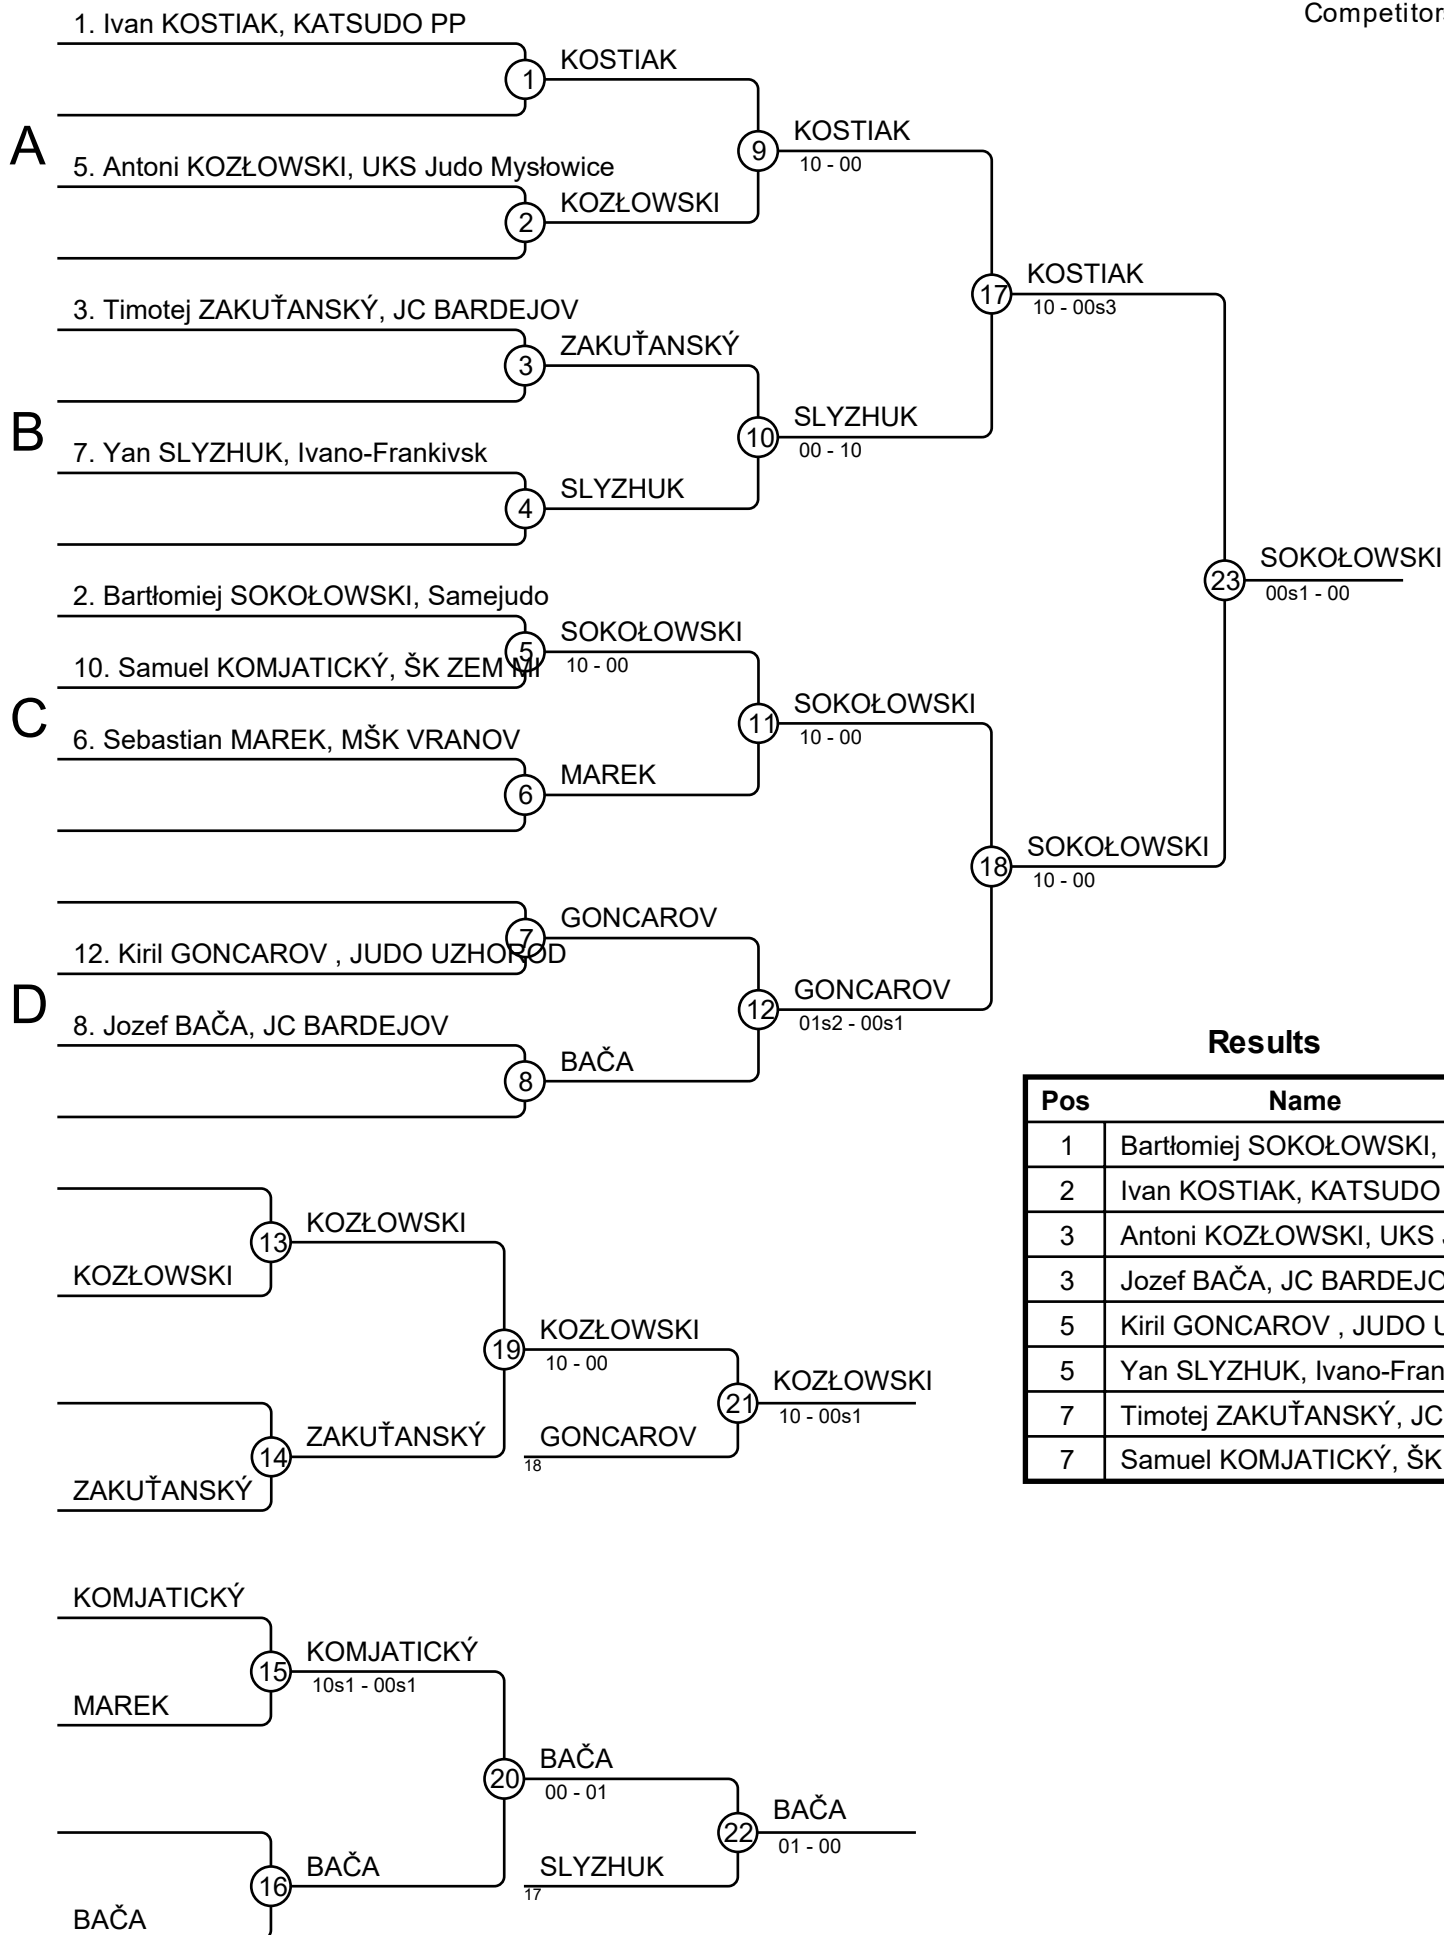 Competitor
1. Ivan KOSTIAK, KATSUDO PP
1
KOSTIAK
A
9
KOSTIAK
10 - 00
5. Antoni KOZŁOWSKI, UKS Judo Mysłowice
2
KOZŁOWSKI
17
KOSTIAK
10 - 00s3
3. Timotej ZAKUŤANSKÝ, JC BARDEJOV
3
ZAKUŤANSKÝ
B
10
SLYZHUK
00 - 10
7. Yan SLYZHUK, Ivano-Frankivsk
4
SLYZHUK
23
SOKOŁOWSKI
00s1 - 00
2. Bartłomiej SOKOŁOWSKI, Samejudo
5
SOKOŁOWSKI
10 - 00
10. Samuel KOMJATICKÝ, ŠK ZEM MI
C
11
SOKOŁOWSKI
10 - 00
6. Sebastian MAREK, MŠK VRANOV
6
MAREK
18
SOKOŁOWSKI
10 - 00
7
GONCAROV
12. Kiril GONCAROV , JUDO UZHOROD
D
12
GONCAROV
01s2 - 00s1
8. Jozef BAČA, JC BARDEJOV
8
BAČA
Results
Pos Name
1 Bartłomiej SOKOŁOWSKI,
2 Ivan KOSTIAK, KATSUDO
3 Antoni KOZŁOWSKI, UKS
3 Jozef BAČA, JC BARDEJO
5 Kiril GONCAROV , JUDO U
5 Yan SLYZHUK, Ivano-Fran
7 Timotej ZAKUŤANSKÝ, JC
7 Samuel KOMJATICKÝ, ŠK
13
KOZŁOWSKI
KOZŁOWSKI
19
KOZŁOWSKI
10 - 00
21
KOZŁOWSKI
10 - 00s1
GONCAROV
18
14
ZAKUŤANSKÝ
ZAKUŤANSKÝ
KOMJATICKÝ
15
KOMJATICKÝ
10s1 - 00s1
MAREK
20
BAČA
00 - 01
22
BAČA
01 - 00
SLYZHUK
17
16
BAČA
BAČA